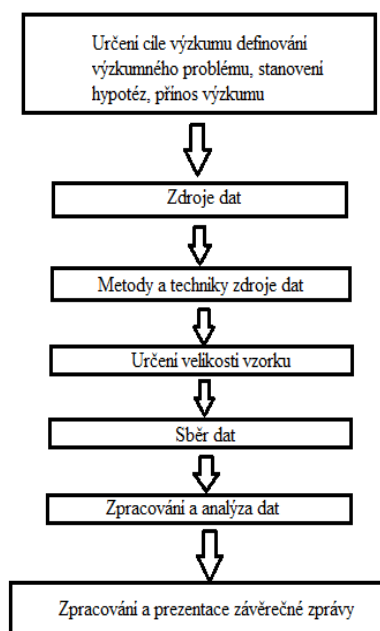 Určení cíle výzkumu definování
výzkumného problému, stanovení
hypotéz, přínos výzkumu
Zdroje dat
Metody a techniky zdroje dat
Určení velikosti vzorku
Sběr dat
Zpracování a analýza dat
Zpracování a prezentace závěrečné zprávy